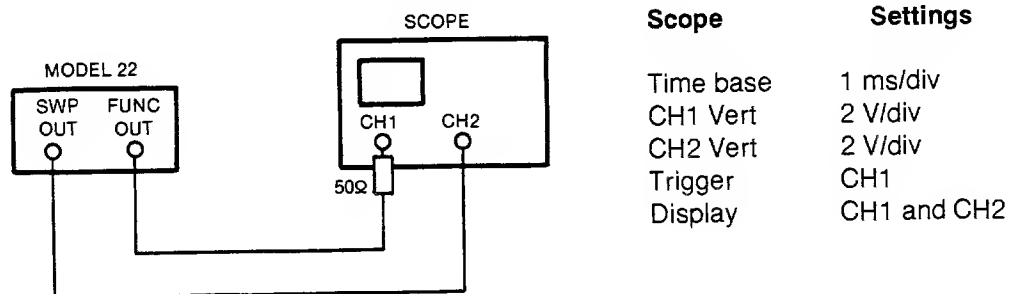 SCOPE
MODEL 22
SWP OUT
FUNC OUT
CH1
CH2
50Ω
Scope Settings
Time base 1 ms/div
CH1 Vert 2 V/div
CH2 Vert 2 V/div
Trigger CH1
Display CH1 and CH2